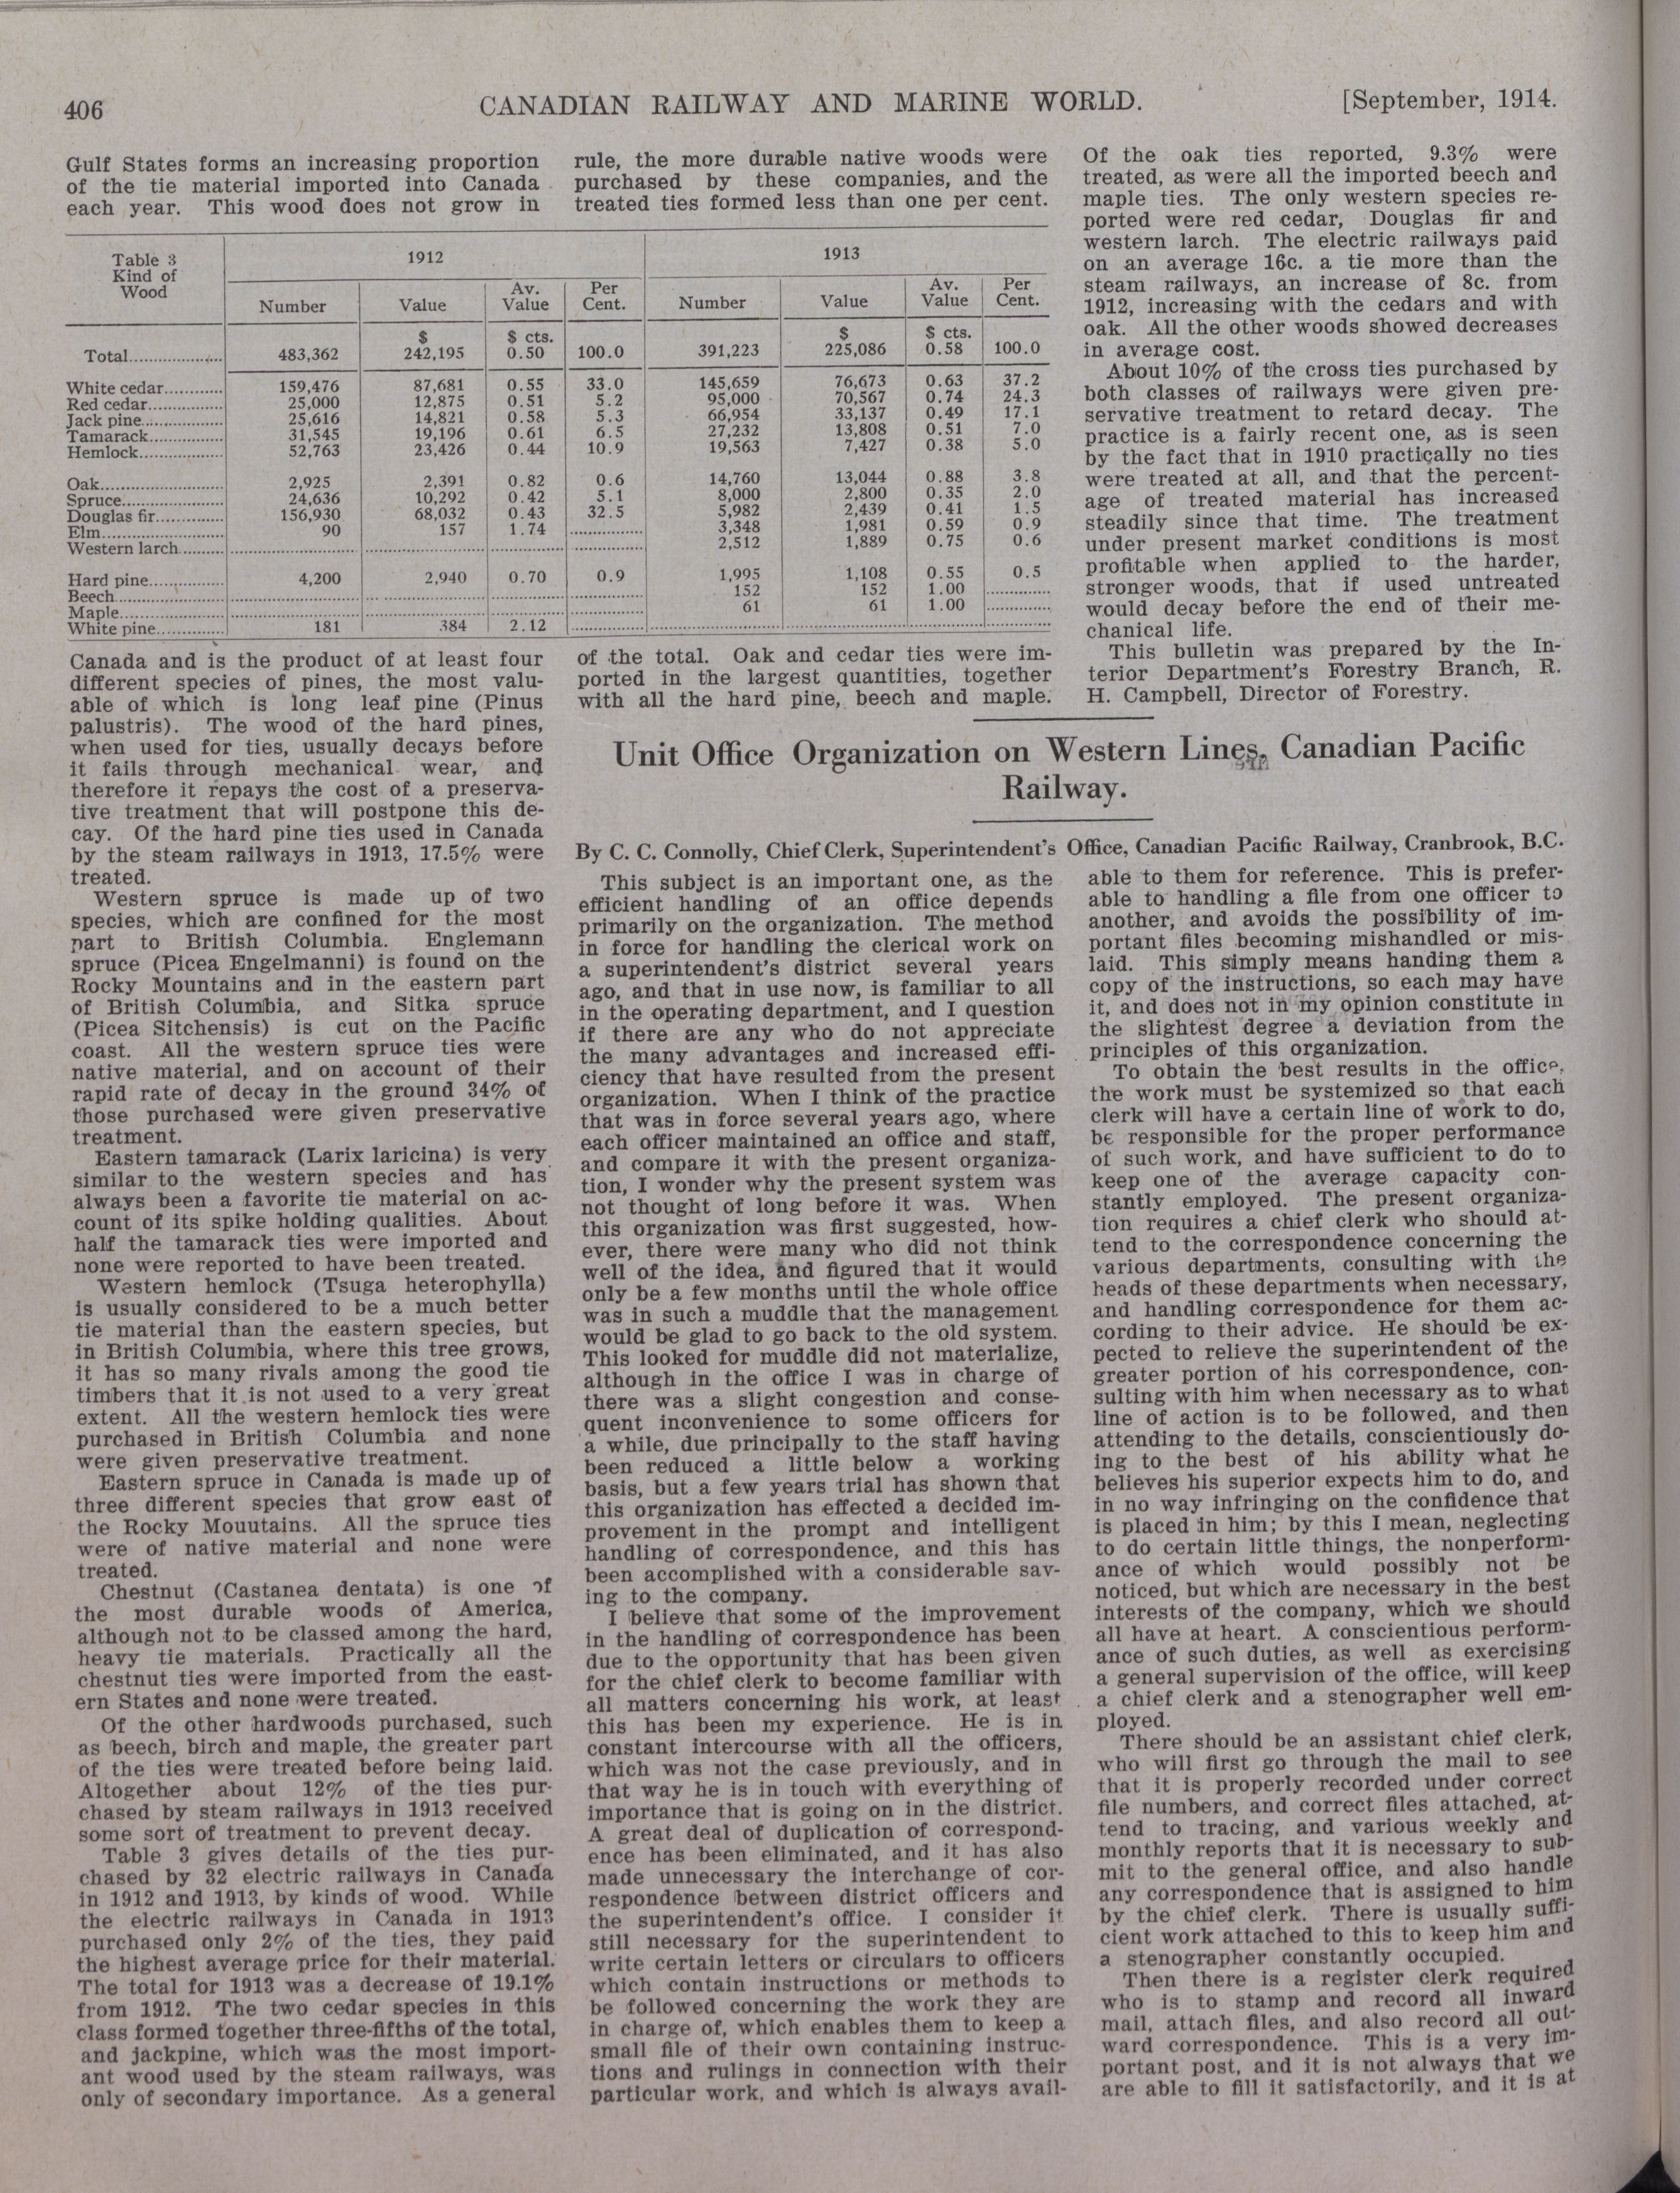 406
CANADIAN RAILWAY AND MARINE WORLD.
[September, 1914.
Gulf States forms an increasing proportion
of the tie material imported into Canada
each year. This wood does not grow in
rule, the more durable native woods were
purchased by these companies, and the
treated ties formed less than one per cent.
Table 3 Kind of Wood | 1912 | 1913
Number | Value | Av. Value | Per Cent. | Number | Value | Av. Value | Per Cent.
$ | $ cts. | $ | $ cts.
Total.................... 483,362 242,195 0.50 100.0 391,223 225,086 0.58 100.0
White cedar............ 159,476 87,681 0.55 33.0 145,659 76,673 0.63 37.2
Red cedar............... 25,000 12,875 0.51 5.2 95,000 70,567 0.74 24.3
Jack pine................ 25,616 14,821 0.58 5.3 66,954 33,137 0.49 17.1
Tamarack............... 31,545 19,196 0.61 6.5 27,232 13,808 0.51 7.0
Hemlock................. 52,763 23,426 0.44 10.9 19,563 7,427 0.38 5.0
Oak......................... 2,925 2,391 0.82 0.6 14,760 13,044 0.88 3.8
Spruce.................... 24,636 10,292 0.42 5.1 8,000 2,800 0.35 2.0
Douglas fir.............. 156,930 68,032 0.43 32.5 5,982 2,439 0.41 1.5
Elm......................... 90 157 1.74 ............... 3,348 1,981 0.59 0.9
Western larch.......... ............... ............... ............... ............... 2,512 1,889 0.75 0.6
Hard pine............... 4,200 2,940 0.70 0.9 1,995 1,108 0.55 0.5
Beech...................... ............... ............... ............... ............... 152 152 1.00 ...............
Maple..................... ............... ............... ............... ............... 61 61 1.00 ...............
White pine.............. 181 384 2.12 ............... ............... ............... ............... ...............
Canada and is the product of at least four
different species of pines, the most valu-
able of which is long leaf pine (Pinus
palustris). The wood of the hard pines,
when used for ties, usually decays before
it fails through mechanical wear, and
therefore it repays the cost of a preserva-
tive treatment that will postpone this de-
cay. Of the hard pine ties used in Canada
by the steam railways in 1913, 17.5% were
treated.
Western spruce is made up of two
species, which are confined for the most
part to British Columbia. Englemann
spruce (Picea Engelmanni) is found on the
Rocky Mountains and in the eastern part
of British Columbia, and Sitka spruce
(Picea Sitchensis) is cut on the Pacific
coast. All the western spruce ties were
native material, and on account of their
rapid rate of decay in the ground 34% of
those purchased were given preservative
treatment.
Eastern tamarack (Larix laricina) is very
similar to the western species and has
always been a favorite tie material on ac-
count of its spike holding qualities. About
half the tamarack ties were imported and
none were reported to have been treated.
Western hemlock (Tsuga heterophylla)
is usually considered to be a much better
tie material than the eastern species, but
in British Columbia, where this tree grows,
it has so many rivals among the good tie
timbers that it is not used to a very great
extent. All the western hemlock ties were
purchased in British Columbia and none
were given preservative treatment.
Eastern spruce in Canada is made up of
three different species that grow east of
the Rocky Mouutains. All the spruce ties
were of native material and none were
treated.
Chestnut (Castanea dentata) is one of
the most durable woods of America,
although not to be classed among the hard,
heavy tie materials. Practically all the
chestnut ties were imported from the east-
ern States and none were treated.
Of the other hardwoods purchased, such
as beech, birch and maple, the greater part
of the ties were treated before being laid.
Altogether about 12% of the ties pur-
chased by steam railways in 1913 received
some sort of treatment to prevent decay.
Table 3 gives details of the ties pur-
chased by 32 electric railways in Canada
in 1912 and 1913, by kinds of wood. While
the electric railways in Canada in 1913
purchased only 2% of the ties, they paid
the highest average price for their material.
The total for 1913 was a decrease of 19.1%
from 1912. The two cedar species in this
class formed together three-fifths of the total,
and jackpine, which was the most import-
ant wood used by the steam railways, was
only of secondary importance. As a general
of the total. Oak and cedar ties were im-
ported in the largest quantities, together
with all the hard pine, beech and maple.
Of the oak ties reported, 9.3% were
treated, as were all the imported beech and
maple ties. The only western species re-
ported were red cedar, Douglas fir and
western larch. The electric railways paid
on an average 16c. a tie more than the
steam railways, an increase of 8c. from
1912, increasing with the cedars and with
oak. All the other woods showed decreases
in average cost.
About 10% of the cross ties purchased by
both classes of railways were given pre-
servative treatment to retard decay. The
practice is a fairly recent one, as is seen
by the fact that in 1910 practically no ties
were treated at all, and that the percent-
age of treated material has increased
steadily since that time. The treatment
under present market conditions is most
profitable when applied to the harder,
stronger woods, that if used untreated
would decay before the end of their me-
chanical life.
This bulletin was prepared by the In-
terior Department's Forestry Branch, R.
H. Campbell, Director of Forestry.
Unit Office Organization on Western Lines, Canadian Pacific
Railway.
By C. C. Connolly, Chief Clerk, Superintendent's Office, Canadian Pacific Railway, Cranbrook, B.C.
This subject is an important one, as the
efficient handling of an office depends
primarily on the organization. The method
in force for handling the clerical work on
a superintendent's district several years
ago, and that in use now, is familiar to all
in the operating department, and I question
if there are any who do not appreciate
the many advantages and increased effi-
ciency that have resulted from the present
organization. When I think of the practice
that was in force several years ago, where
each officer maintained an office and staff,
and compare it with the present organiza-
tion, I wonder why the present system was
not thought of long before it was. When
this organization was first suggested, how-
ever, there were many who did not think
well of the idea, and figured that it would
only be a few months until the whole office
was in such a muddle that the management
would be glad to go back to the old system.
This looked for muddle did not materialize,
although in the office I was in charge of
there was a slight congestion and conse-
quent inconvenience to some officers for
a while, due principally to the staff having
been reduced a little below a working
basis, but a few years trial has shown that
this organization has effected a decided im-
provement in the prompt and intelligent
handling of correspondence, and this has
been accomplished with a considerable sav-
ing to the company.
I believe that some of the improvement
in the handling of correspondence has been
due to the opportunity that has been given
for the chief clerk to become familiar with
all matters concerning his work, at least
this has been my experience. He is in
constant intercourse with all the officers,
which was not the case previously, and in
that way he is in touch with everything of
importance that is going on in the district.
A great deal of duplication of correspond-
ence has been eliminated, and it has also
made unnecessary the interchange of cor-
respondence between district officers and
the superintendent's office. I consider it
still necessary for the superintendent to
write certain letters or circulars to officers
which contain instructions or methods to
be followed concerning the work they are
in charge of, which enables them to keep a
small file of their own containing instruc-
tions and rulings in connection with their
particular work, and which is always avail-
able to them for reference. This is prefer-
able to handling a file from one officer to
another, and avoids the possibility of im-
portant files becoming mishandled or mis-
laid. This simply means handing them a
copy of the instructions, so each may have
it, and does not in my opinion constitute in
the slightest degree a deviation from the
principles of this organization.
To obtain the best results in the office,
the work must be systemized so that each
clerk will have a certain line of work to do,
be responsible for the proper performance
of such work, and have sufficient to do to
keep one of the average capacity con-
stantly employed. The present organiza-
tion requires a chief clerk who should at-
tend to the correspondence concerning the
various departments, consulting with the
heads of these departments when necessary,
and handling correspondence for them ac-
cording to their advice. He should be ex-
pected to relieve the superintendent of the
greater portion of his correspondence, con-
sulting with him when necessary as to what
line of action is to be followed, and then
attending to the details, conscientiously do-
ing to the best of his ability what he
believes his superior expects him to do, and
in no way infringing on the confidence that
is placed in him; by this I mean, neglecting
to do certain little things, the nonperform-
ance of which would possibly not be
noticed, but which are necessary in the best
interests of the company, which we should
all have at heart. A conscientious perform-
ance of such duties, as well as exercising
a general supervision of the office, will keep
a chief clerk and a stenographer well em-
ployed.
There should be an assistant chief clerk,
who will first go through the mail to see
that it is properly recorded under correct
file numbers, and correct files attached, at-
tend to tracing, and various weekly and
monthly reports that it is necessary to sub-
mit to the general office, and also handle
any correspondence that is assigned to him
by the chief clerk. There is usually suffi-
cient work attached to this to keep him and
a stenographer constantly occupied.
Then there is a register clerk required
who is to stamp and record all inward
mail, attach files, and also record all out-
ward correspondence. This is a very im-
portant post, and it is not always that we
are able to fill it satisfactorily, and it is at